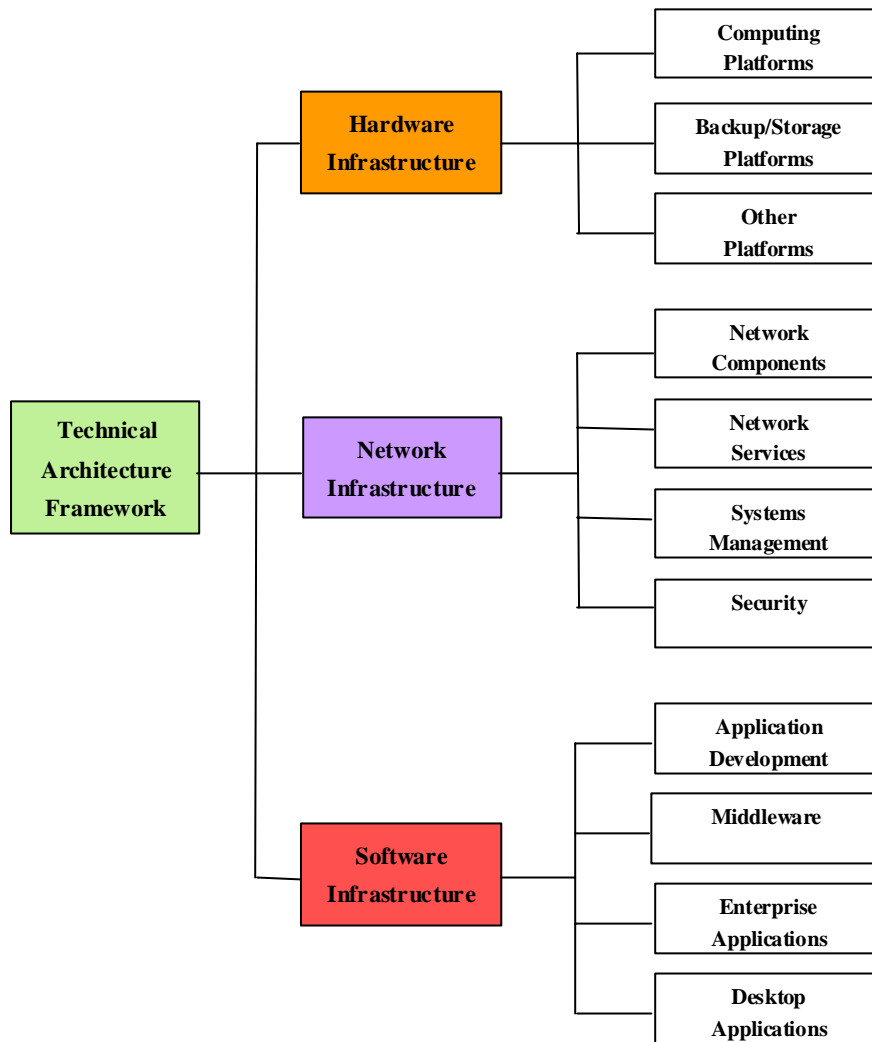 Computing
Platforms
Hardware
Infrastructure
Backup/Storage
Platforms
Other
Platforms
Network
Components
Technical
Architecture
Framework
Network
Infrastructure
Network
Services
Systems
Management
Security
Application
Development
Software
Infrastructure
Middleware
Enterprise
Applications
Desktop
Applications